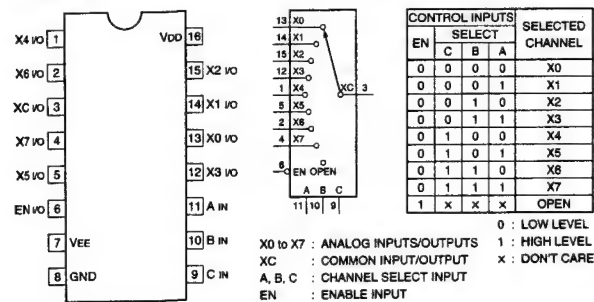 X4 I/O 1
X6 I/O 2
XC I/O 3
X7 I/O 4
X5 I/O 5
EN I/O 6
7 VEE
8 GND
VDD 16
15 X2 I/O
14 X1 I/O
13 X0 I/O
12 X3 I/O
11 A IN
10 B IN
9 C IN
13 X0
14 X1
15 X2
12 X3
1 X4
5 X5
2 X6
4 X7
XC 3
6 EN OPEN
A B C
11 10 9
X0 to X7 : ANALOG INPUTS/OUTPUTS
XC : COMMON INPUT/OUTPUT
A, B, C : CHANNEL SELECT INPUT
EN : ENABLE INPUT
CONTROL INPUTS SELECTED CHANNEL
EN SELECT
C B A
0 0 0 0 X0
0 0 0 1 X1
0 0 1 0 X2
0 0 1 1 X3
0 1 0 0 X4
0 1 0 1 X5
0 1 1 0 X6
0 1 1 1 X7
1 x x x OPEN
0 : LOW LEVEL
1 : HIGH LEVEL
x : DON'T CARE